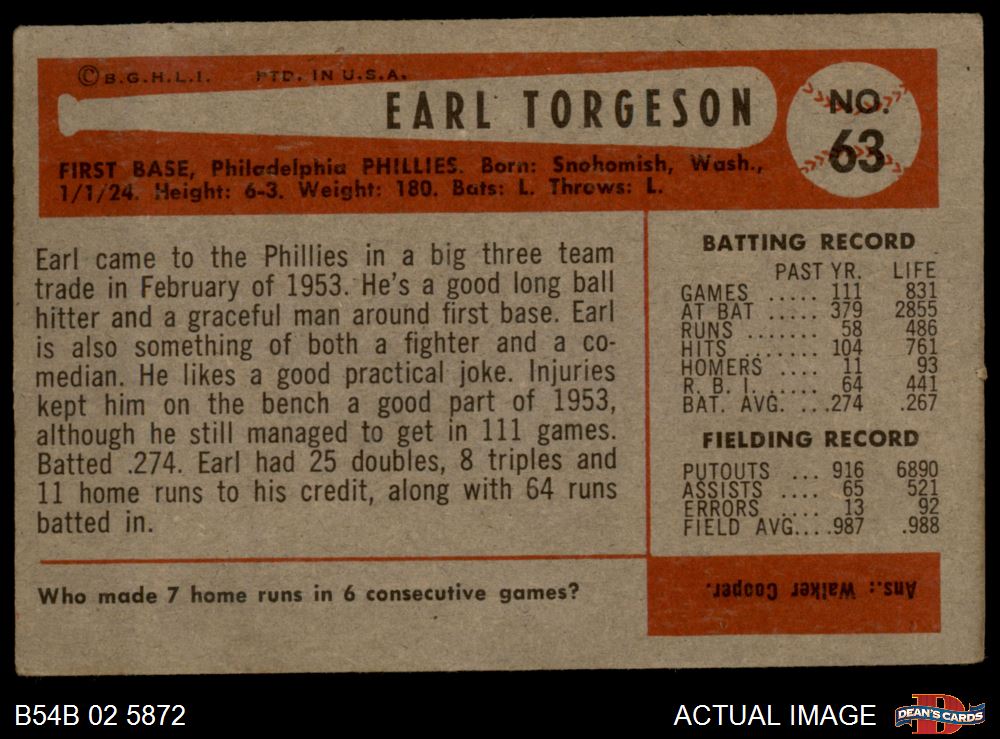 © B.G.H.L.I. PTD. IN U.S.A.
EARL TORGESON
NO.
63
FIRST BASE, Philadelphia PHILLIES. Born: Snohomish, Wash.,
1/1/24. Height: 6-3. Weight: 180. Bats: L. Throws: L.
Earl came to the Phillies in a big three team
trade in February of 1953. He's a good long ball
hitter and a graceful man around first base. Earl
is also something of both a fighter and a co-
median. He likes a good practical joke. Injuries
kept him on the bench a good part of 1953,
although he still managed to get in 111 games.
Batted .274. Earl had 25 doubles, 8 triples and
11 home runs to his credit, along with 64 runs
batted in.
BATTING RECORD
PAST YR. LIFE
GAMES ..... 111 831
AT BAT ..... 379 2855
RUNS ....... 58 486
HITS ....... 104 761
HOMERS .... 11 93
R. B. I. ...... 64 441
BAT. AVG. ...274 .267
FIELDING RECORD
PUTOUTS ... 916 6890
ASSISTS .... 65 521
ERRORS .... 13 92
FIELD AVG....987 .988
Who made 7 home runs in 6 consecutive games?
Ans.: Walker Cooper.
B54B 02 5872
ACTUAL IMAGE
D
DEAN'S CARDS